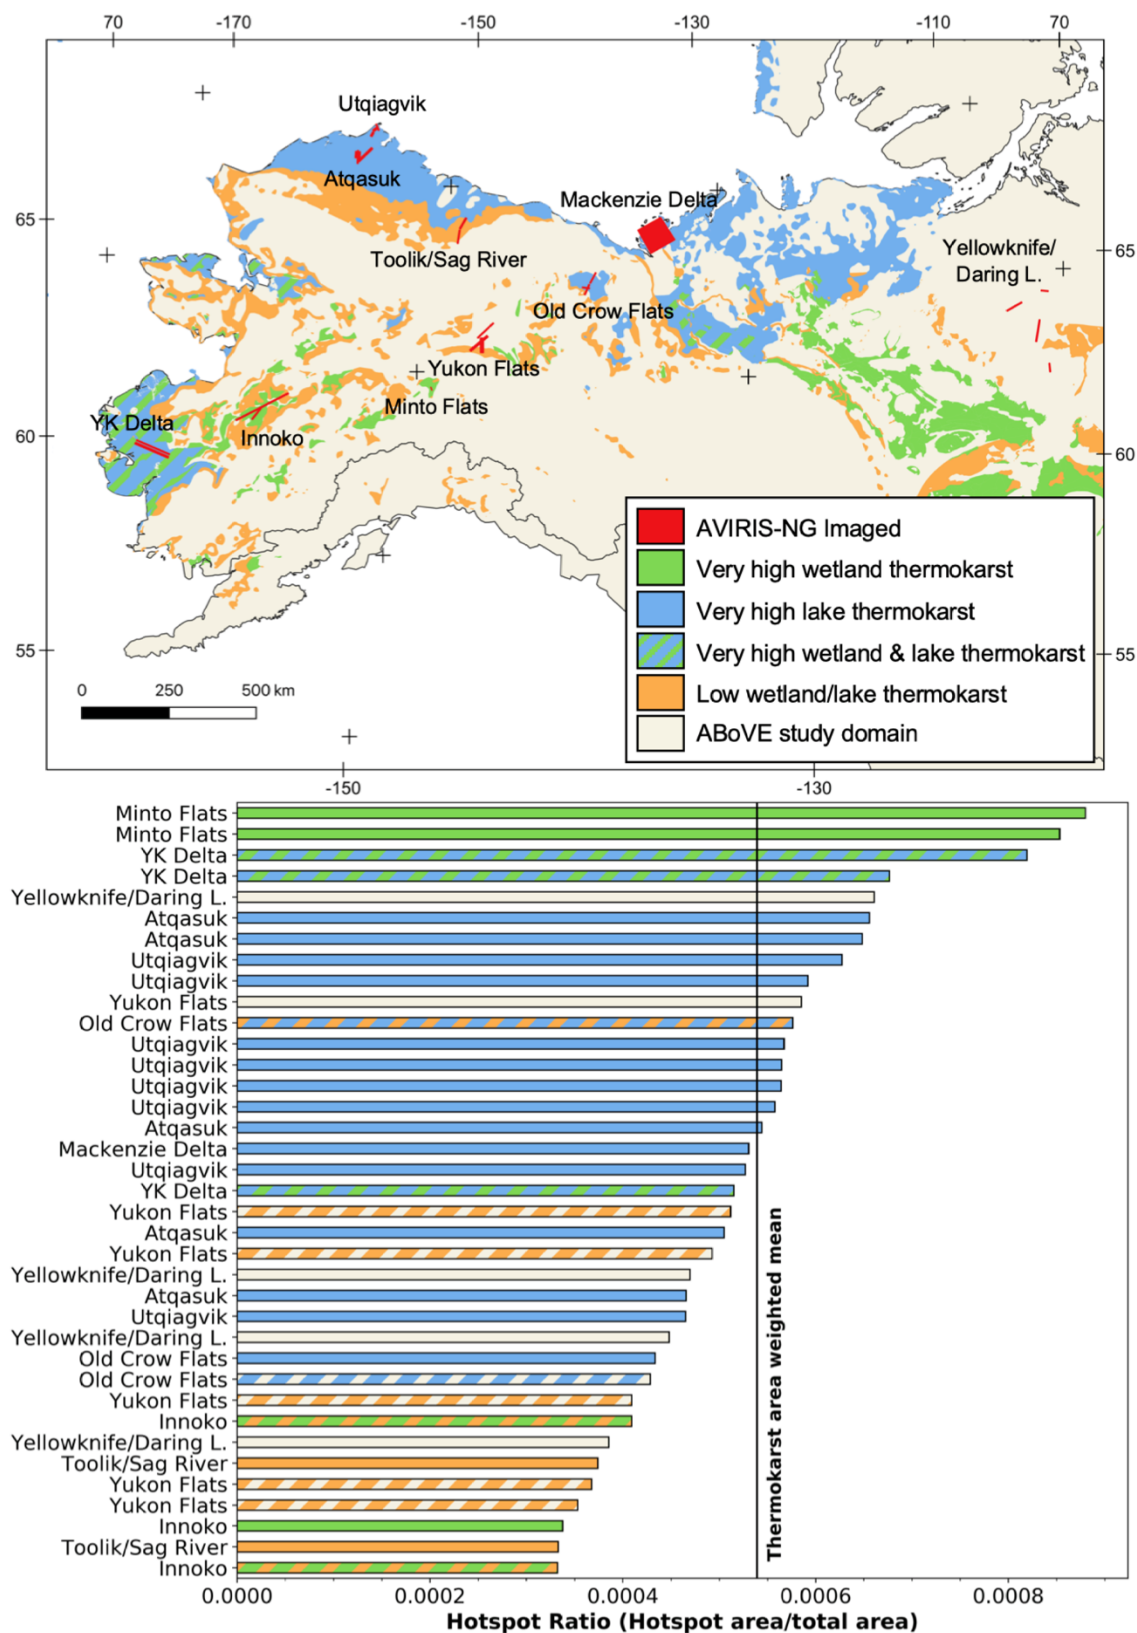 70 -170 -150 -130 -110 70
Utqiagvik
Atqasuk
Mackenzie Delta
65
Toolik/Sag River
Yellowknife/
Daring L.
65
Old Crow Flats
Yukon Flats
Minto Flats
YK Delta
Innoko
60
60
AVIRIS-NG Imaged
Very high wetland thermokarst
Very high lake thermokarst
Very high wetland & lake thermokarst
Low wetland/lake thermokarst
ABoVE study domain
55
55
0 250 500 km
-150 -130
Minto Flats
Minto Flats
YK Delta
YK Delta
Yellowknife/Daring L.
Atqasuk
Atqasuk
Utqiagvik
Utqiagvik
Yukon Flats
Old Crow Flats
Utqiagvik
Utqiagvik
Utqiagvik
Utqiagvik
Atqasuk
Mackenzie Delta
Utqiagvik
YK Delta
Yukon Flats
Atqasuk
Yukon Flats
Yellowknife/Daring L.
Atqasuk
Utqiagvik
Yellowknife/Daring L.
Old Crow Flats
Old Crow Flats
Yukon Flats
Innoko
Yellowknife/Daring L.
Toolik/Sag River
Yukon Flats
Yukon Flats
Innoko
Toolik/Sag River
Innoko
Thermokarst area weighted mean
0.0000 0.0002 0.0004 0.0006 0.0008
Hotspot Ratio (Hotspot area/total area)